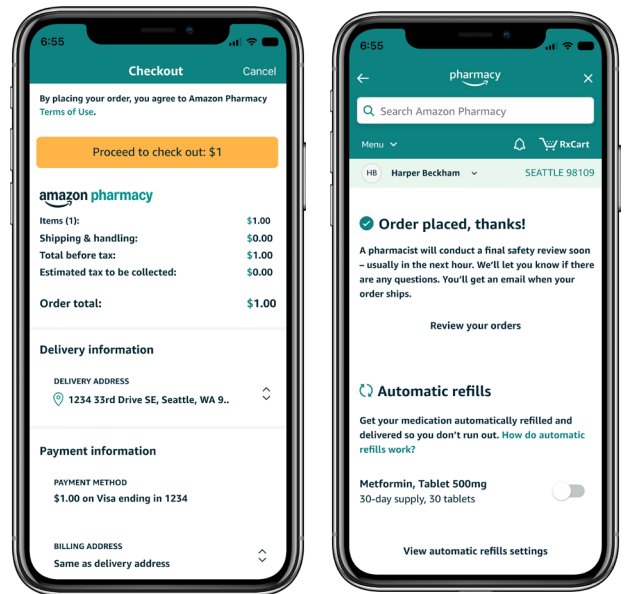 6:55
Checkout
Cancel
By placing your order, you agree to Amazon Pharmacy
Terms of Use.
Proceed to check out: $1
amazon pharmacy
Items (1): $1.00
Shipping & handling: $0.00
Total before tax: $1.00
Estimated tax to be collected: $0.00
Order total: $1.00
Delivery information
DELIVERY ADDRESS
1234 33rd Drive SE, Seattle, WA 9..
Payment information
PAYMENT METHOD
$1.00 on Visa ending in 1234
BILLING ADDRESS
Same as delivery address
6:55
pharmacy
Search Amazon Pharmacy
Menu
RxCart
HB
Harper Beckham
SEATTLE 98109
Order placed, thanks!
A pharmacist will conduct a final safety review soon
– usually in the next hour. We'll let you know if there
are any questions. You'll get an email when your
order ships.
Review your orders
Automatic refills
Get your medication automatically refilled and
delivered so you don't run out. How do automatic
refills work?
Metformin, Tablet 500mg
30-day supply, 30 tablets
View automatic refills settings